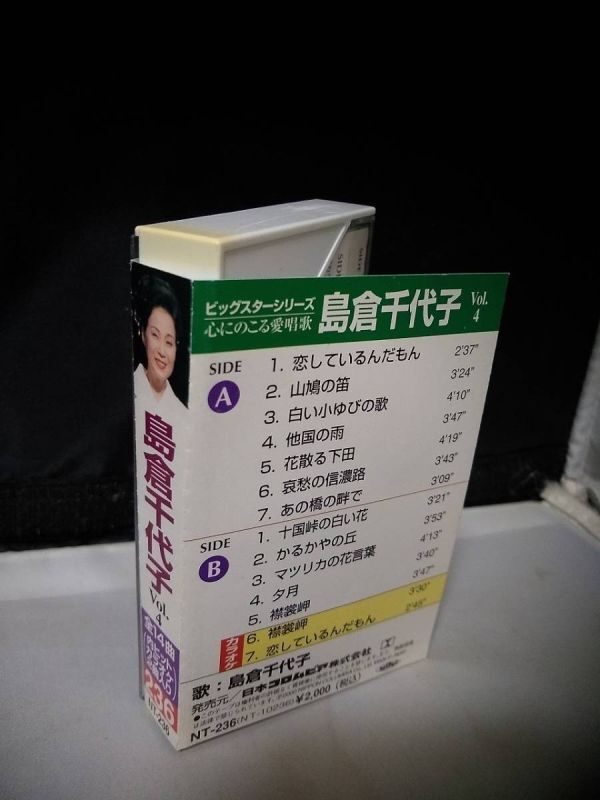 ビッグスターシリーズ
心にのこる愛唱歌
島倉千代子 Vol. 4
SIDE A
1. 恋しているんだもん 2'37"
2. 山鳩の笛 3'24"
3. 白い小ゆびの歌 4'10"
4. 他国の雨 3'47"
5. 花散る下田 4'19"
6. 哀愁の信濃路 3'43"
7. あの橋の畔で 3'09"
SIDE B
1. 十国峠の白い花 3'21"
2. かるかやの丘 3'53"
3. マツリカの花言葉 4'13"
4. 夕月 3'40"
5. 襟裳岬 3'47"
カラオケ
6. 襟裳岬 3'30"
7. 恋しているんだもん 2'45"
歌：島倉千代子
発売元／日本コロムビア株式会社
¥2,000(税込)
NT-236(NT-10236)
島倉千代子
Vol. 4
全14曲
236
NT-236